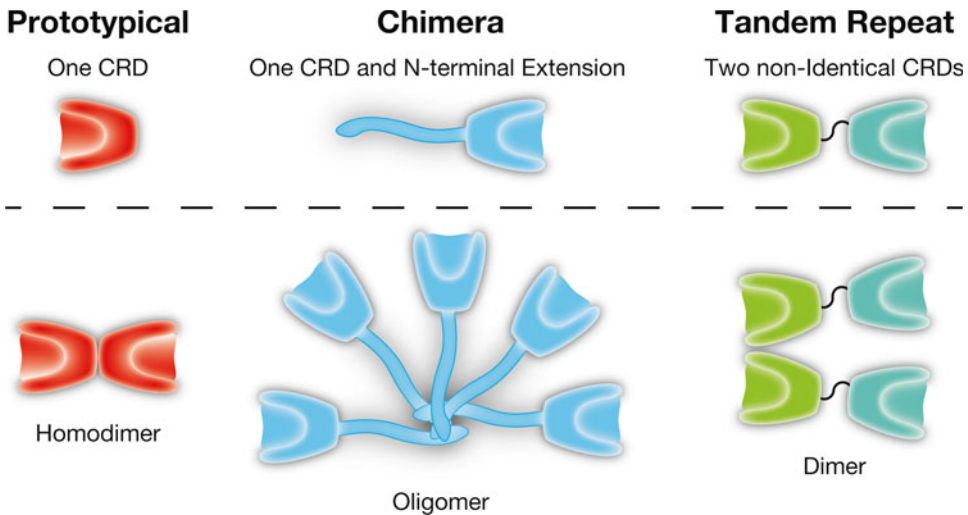 Prototypical
One CRD
Chimera
One CRD and N-terminal Extension
Tandem Repeat
Two non-Identical CRDs
Homodimer
Oligomer
Dimer